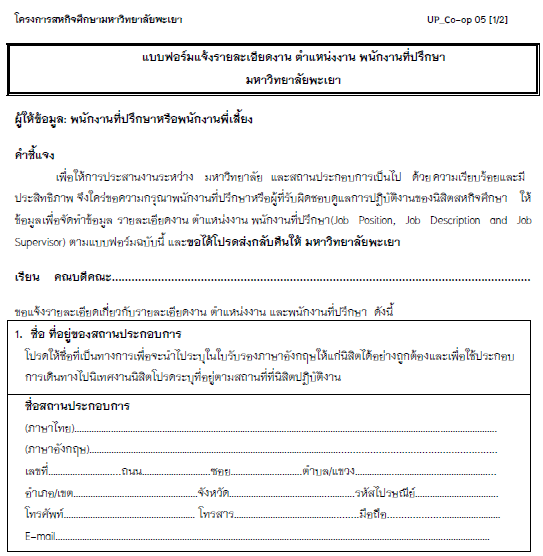 โครงการสหกิจศึกษามหาวิทยาลัยพะเยา UP_Co-op 05 [1/2]
แบบฟอร์มแจ้งรายละเอียดงาน ตำแหน่งงาน พนักงานที่ปรึกษา
มหาวิทยาลัยพะเยา
ผู้ให้ข้อมูล: พนักงานที่ปรึกษาหรือพนักงานพี่เลี้ยง
คำชี้แจง
เพื่อให้การประสานงานระหว่าง มหาวิทยาลัย และสถานประกอบการเป็นไป ด้วยความเรียบร้อยและมี
ประสิทธิภาพ จึงใคร่ขอความกรุณาพนักงานที่ปรึกษาหรือผู้ที่รับผิดชอบดูแลการปฏิบัติงานของนิสิตสหกิจศึกษา ให้
ข้อมูลเพื่อจัดทำข้อมูล รายละเอียดงาน ตำแหน่งงาน พนักงานที่ปรึกษา(Job Position, Job Description and Job
Supervisor) ตามแบบฟอร์มฉบับนี้ และขอได้โปรดส่งกลับคืนให้ มหาวิทยาลัยพะเยา
เรียน คณบดีคณะ........................................................................................................................
ขอแจ้งรายละเอียดเกี่ยวกับรายละเอียดงาน ตำแหน่งงาน และพนักงานที่ปรึกษา ดังนี้
1. ชื่อ ที่อยู่ของสถานประกอบการ
โปรดให้ชื่อที่เป็นทางการเพื่อจะนำไประบุในใบรับรองภาษาอังกฤษให้แก่นิสิตได้อย่างถูกต้องและเพื่อใช้ประกอบ
การเดินทางไปนิเทศงานนิสิตโปรดระบุที่อยู่ตามสถานที่ที่นิสิตปฏิบัติงาน
ชื่อสถานประกอบการ
(ภาษาไทย)........................................................................................................................
(ภาษาอังกฤษ)........................................................................................................................
เลขที่........................ถนน..............................ซอย..............................ตำบล/แขวง..............................
อำเภอ/เขต........................................จังหวัด........................................รหัสไปรษณีย์..............................
โทรศัพท์........................................ โทรสาร........................................มือถือ........................................
E-mail........................................................................................................................